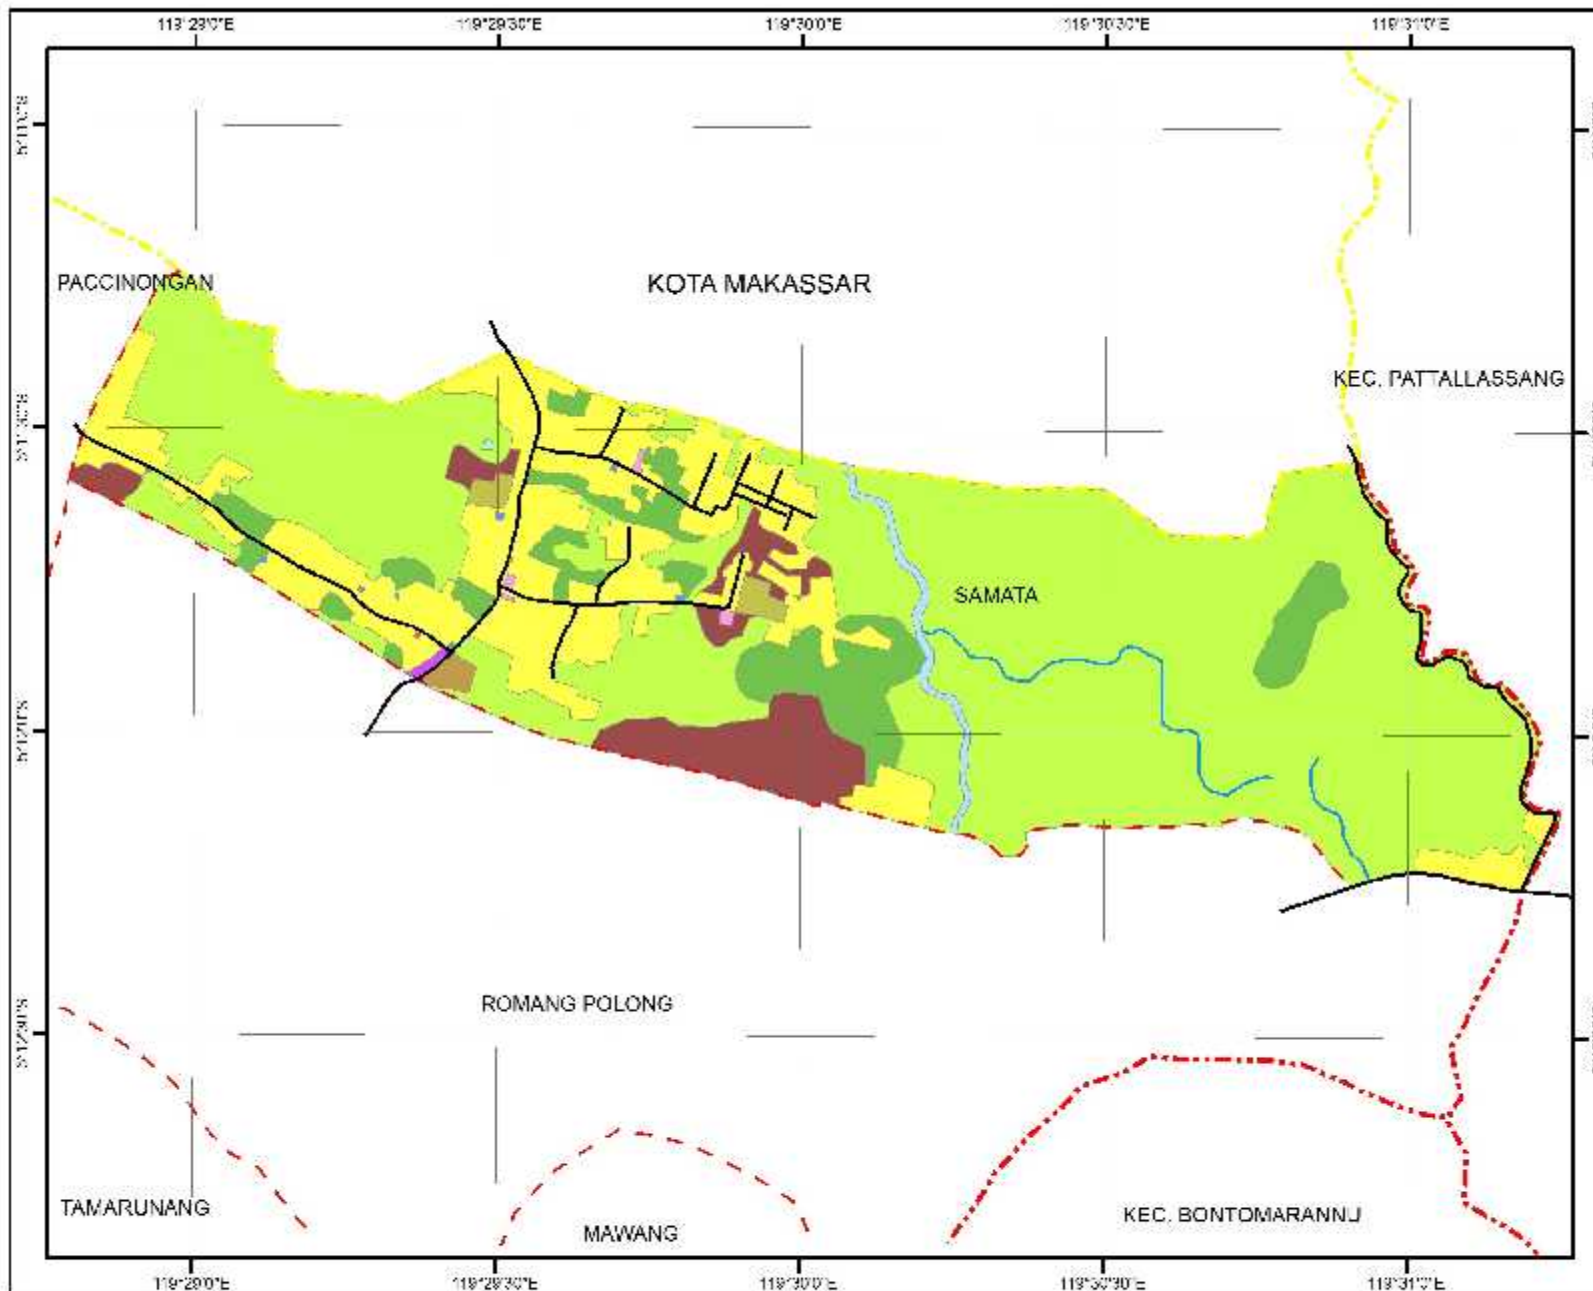 119°29'0"E 119°29'30"E 119°30'0"E 119°30'30"E 119°31'0"E
PACCINONGAN
KOTA MAKASSAR
KEC. PATTALLASSANG
SAMATA
ROMANG POLONG
TAMARUNANG
MAWANG
KEC. BONTOMARANNU
119°29'0"E 119°29'30"E 119°30'0"E 119°30'30"E 119°31'0"E